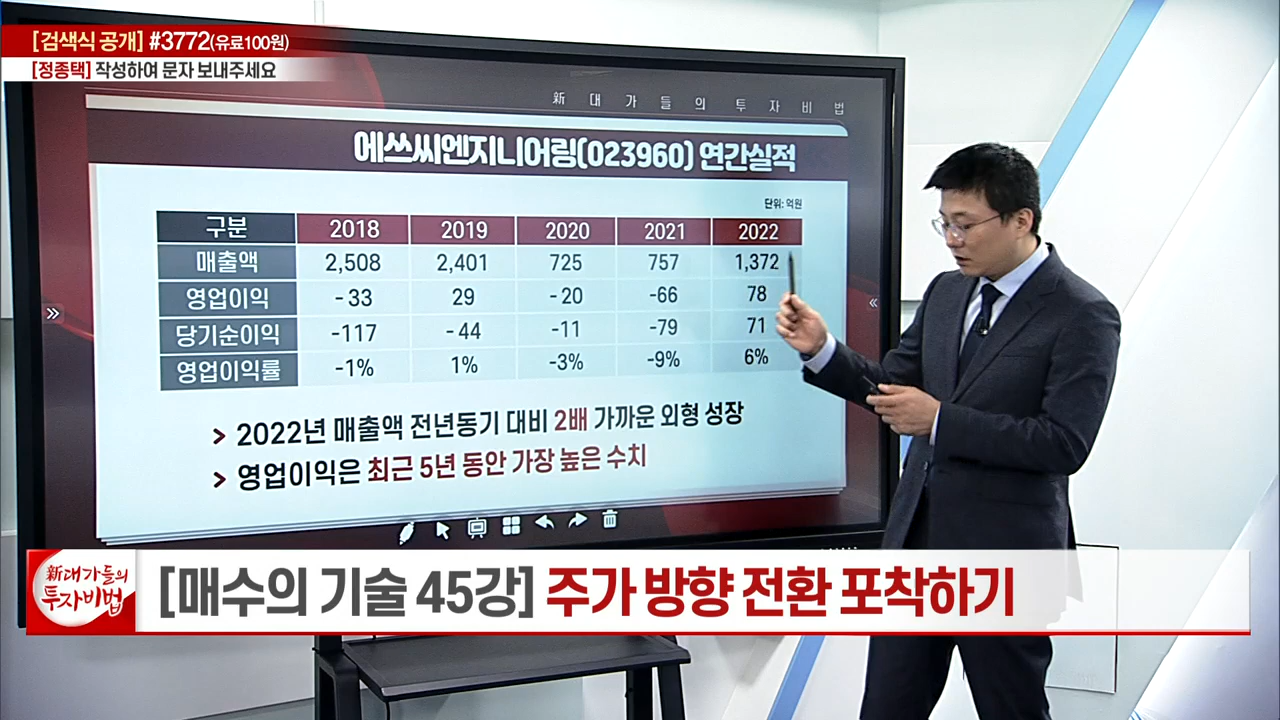 [검색식 공개] #3772(유료100원)
[정종택] 작성하여 문자 보내주세요
新 대가들의 투자비법
에쓰씨엔지니어링(023960) 연간실적
단위: 억원
구분 2018 2019 2020 2021 2022
매출액 2,508 2,401 725 757 1,372
영업이익 -33 29 -20 -66 78
당기순이익 -117 -44 -11 -79 71
영업이익률 -1% 1% -3% -9% 6%
> 2022년 매출액 전년동기 대비 2배 가까운 외형 성장
> 영업이익은 최근 5년 동안 가장 높은 수치
新대가들의
투자비법
[매수의 기술 45강] 주가 방향 전환 포착하기